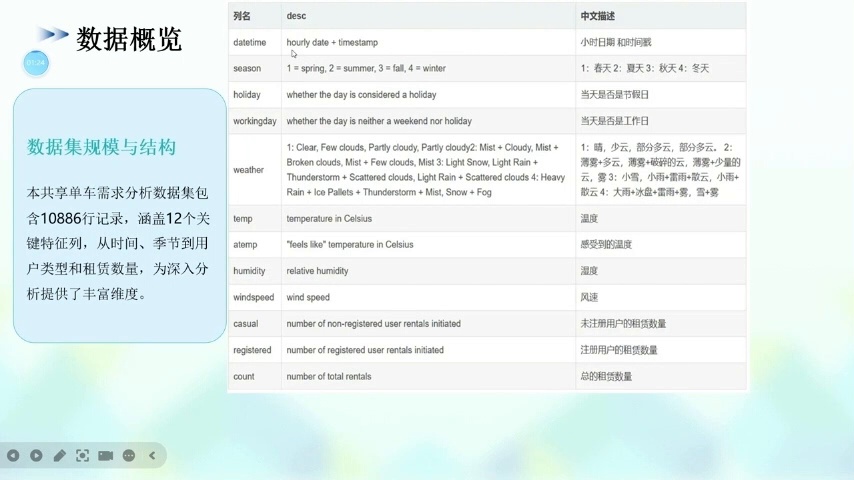 数据概览
01:24
数据集规模与结构
本共享单车需求分析数据集包
含10886行记录，涵盖12个关
键特征列，从时间、季节到用
户类型和租赁数量，为深入分
析提供了丰富维度。
列名 desc 中文描述
datetime hourly date + timestamp 小时日期 和时间戳
season 1 = spring, 2 = summer, 3 = fall, 4 = winter 1：春天 2：夏天 3：秋天 4：冬天
holiday whether the day is considered a holiday 当天是否是节假日
workingday whether the day is neither a weekend nor holiday 当天是否是工作日
weather
1: Clear, Few clouds, Partly cloudy, Partly cloudy2: Mist + Cloudy, Mist +
Broken clouds, Mist + Few clouds, Mist 3: Light Snow, Light Rain +
Thunderstorm + Scattered clouds, Light Rain + Scattered clouds 4: Heavy
Rain + Ice Pallets + Thunderstorm + Mist, Snow + Fog
1：晴，少云，部分多云，部分多云。 2：
薄雾+多云，薄雾+破碎的云，薄雾+少量的
云，雾 3：小雪，小雨+雷雨+散云，小雨+
散云 4：大雨+冰盘+雷雨+雾，雪+雾
temp temperature in Celsius 温度
atemp "feels like" temperature in Celsius 感受到的温度
humidity relative humidity 湿度
windspeed wind speed 风速
casual number of non-registered user rentals initiated 未注册用户的租赁数量
registered number of registered user rentals initiated 注册用户的租赁数量
count number of total rentals 总的租赁数量